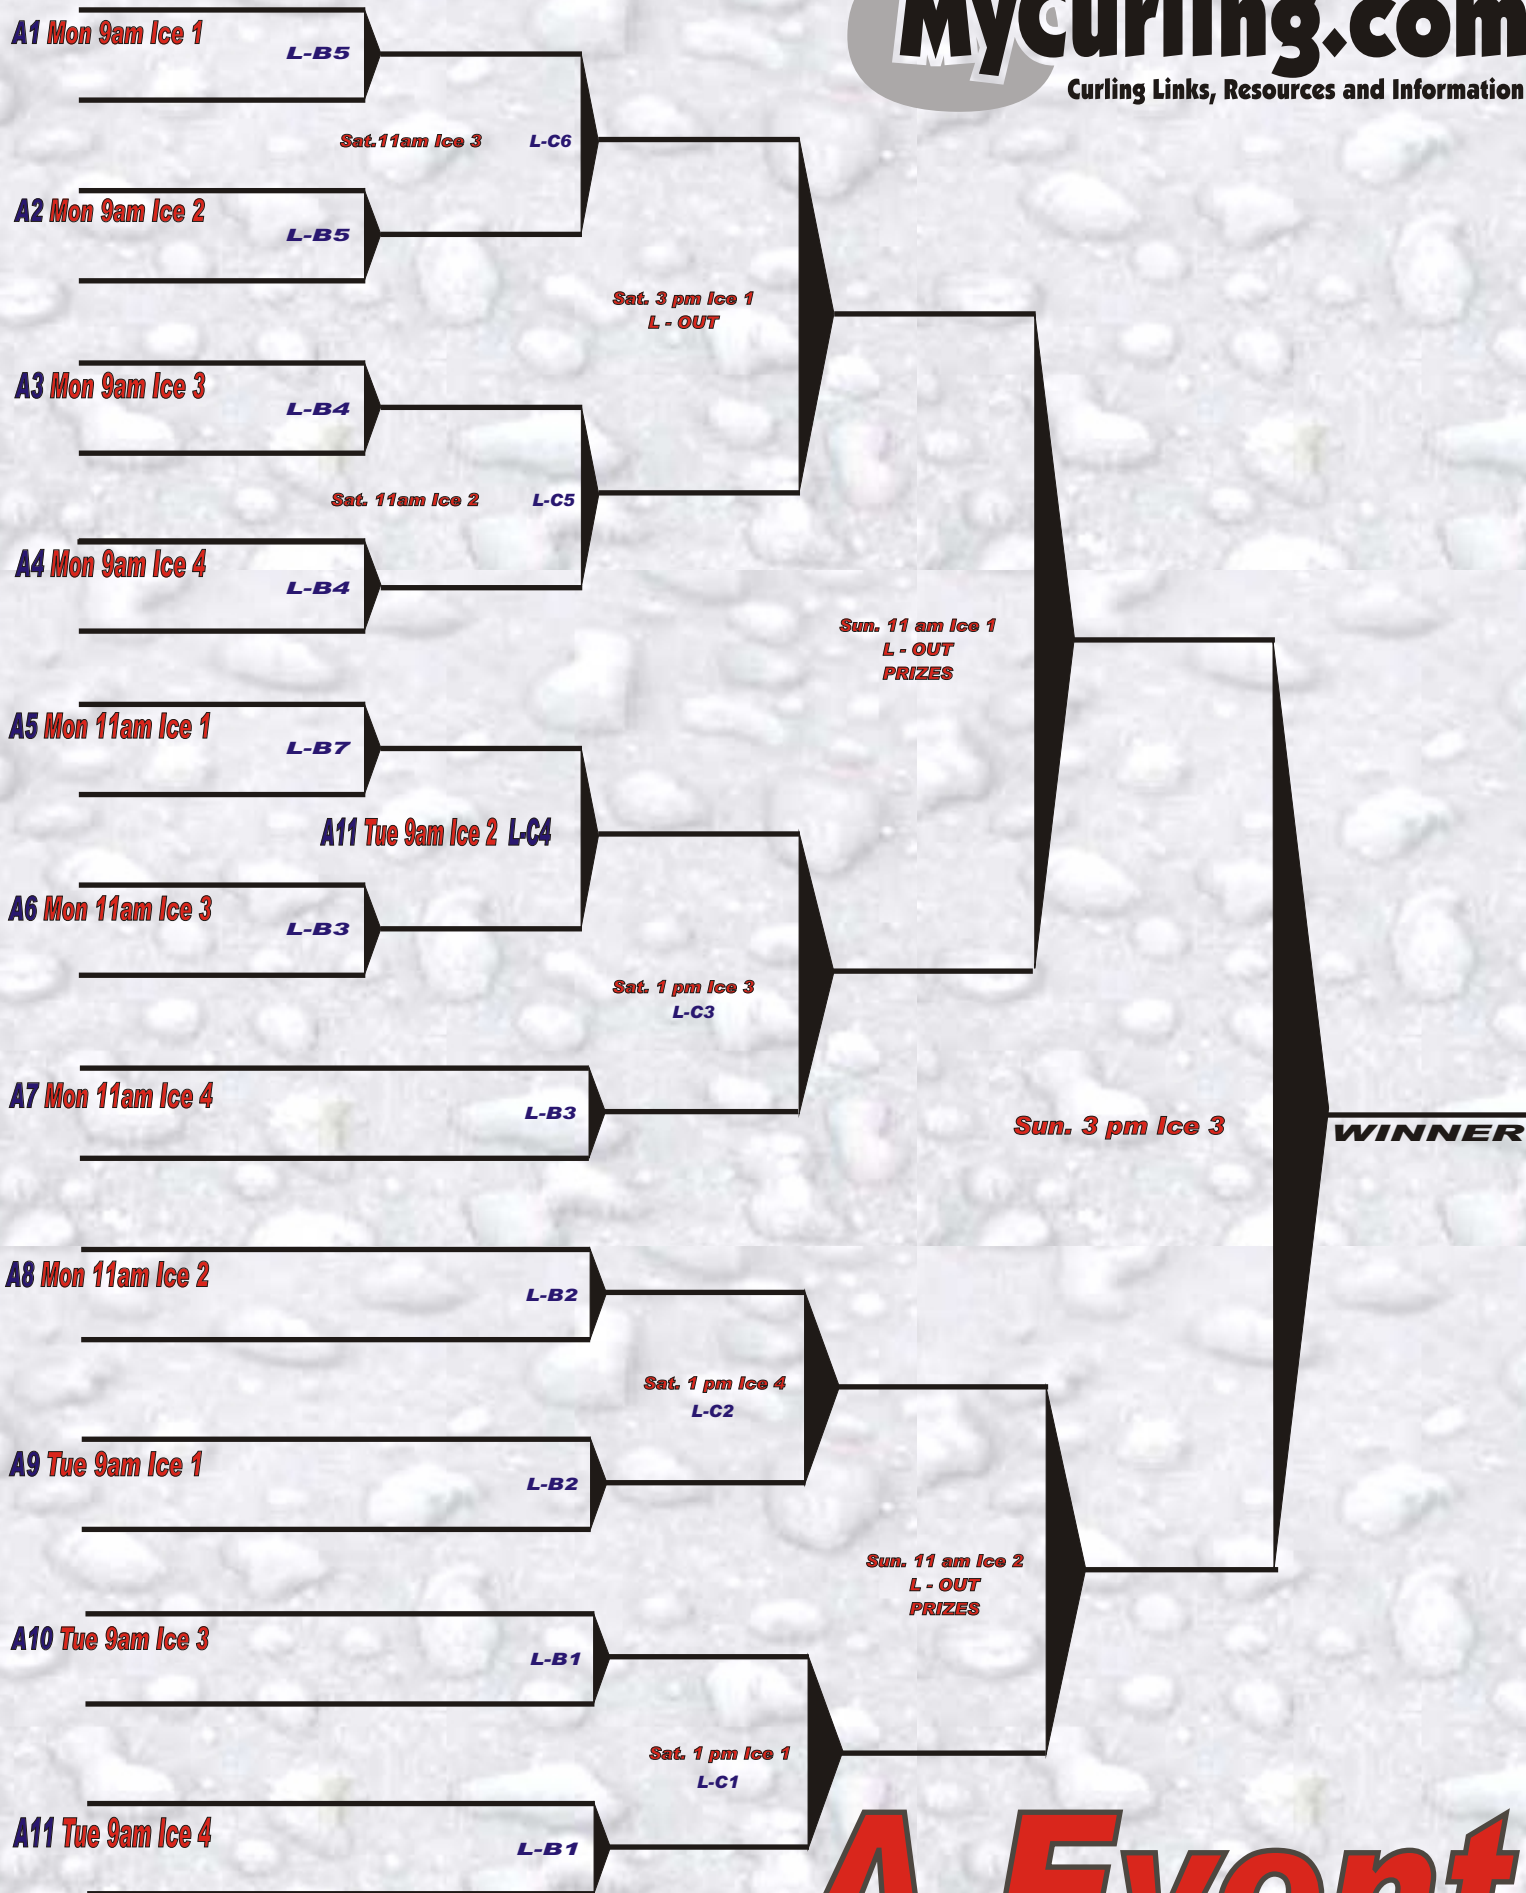 MyCurling.com
Curling Links, Resources and Information
A1 Mon 9am Ice 1
L-B5
Sat.11am Ice 3 L-C6
A2 Mon 9am Ice 2
L-B5
Sat. 3 pm Ice 1
L - OUT
A3 Mon 9am Ice 3
L-B4
Sat. 11am Ice 2 L-C5
A4 Mon 9am Ice 4
L-B4
Sun. 11 am Ice 1
L - OUT
PRIZES
A5 Mon 11am Ice 1
L-B7
A11 Tue 9am Ice 2 L-C4
A6 Mon 11am Ice 3
L-B3
Sat. 1 pm Ice 3
L-C3
A7 Mon 11am Ice 4
L-B3
Sun. 3 pm Ice 3
WINNER
A8 Mon 11am Ice 2
L-B2
Sat. 1 pm Ice 4
L-C2
A9 Tue 9am Ice 1
L-B2
Sun. 11 am Ice 2
L - OUT
PRIZES
A10 Tue 9am Ice 3
L-B1
Sat. 1 pm Ice 1
L-C1
A11 Tue 9am Ice 4
L-B1
A Event